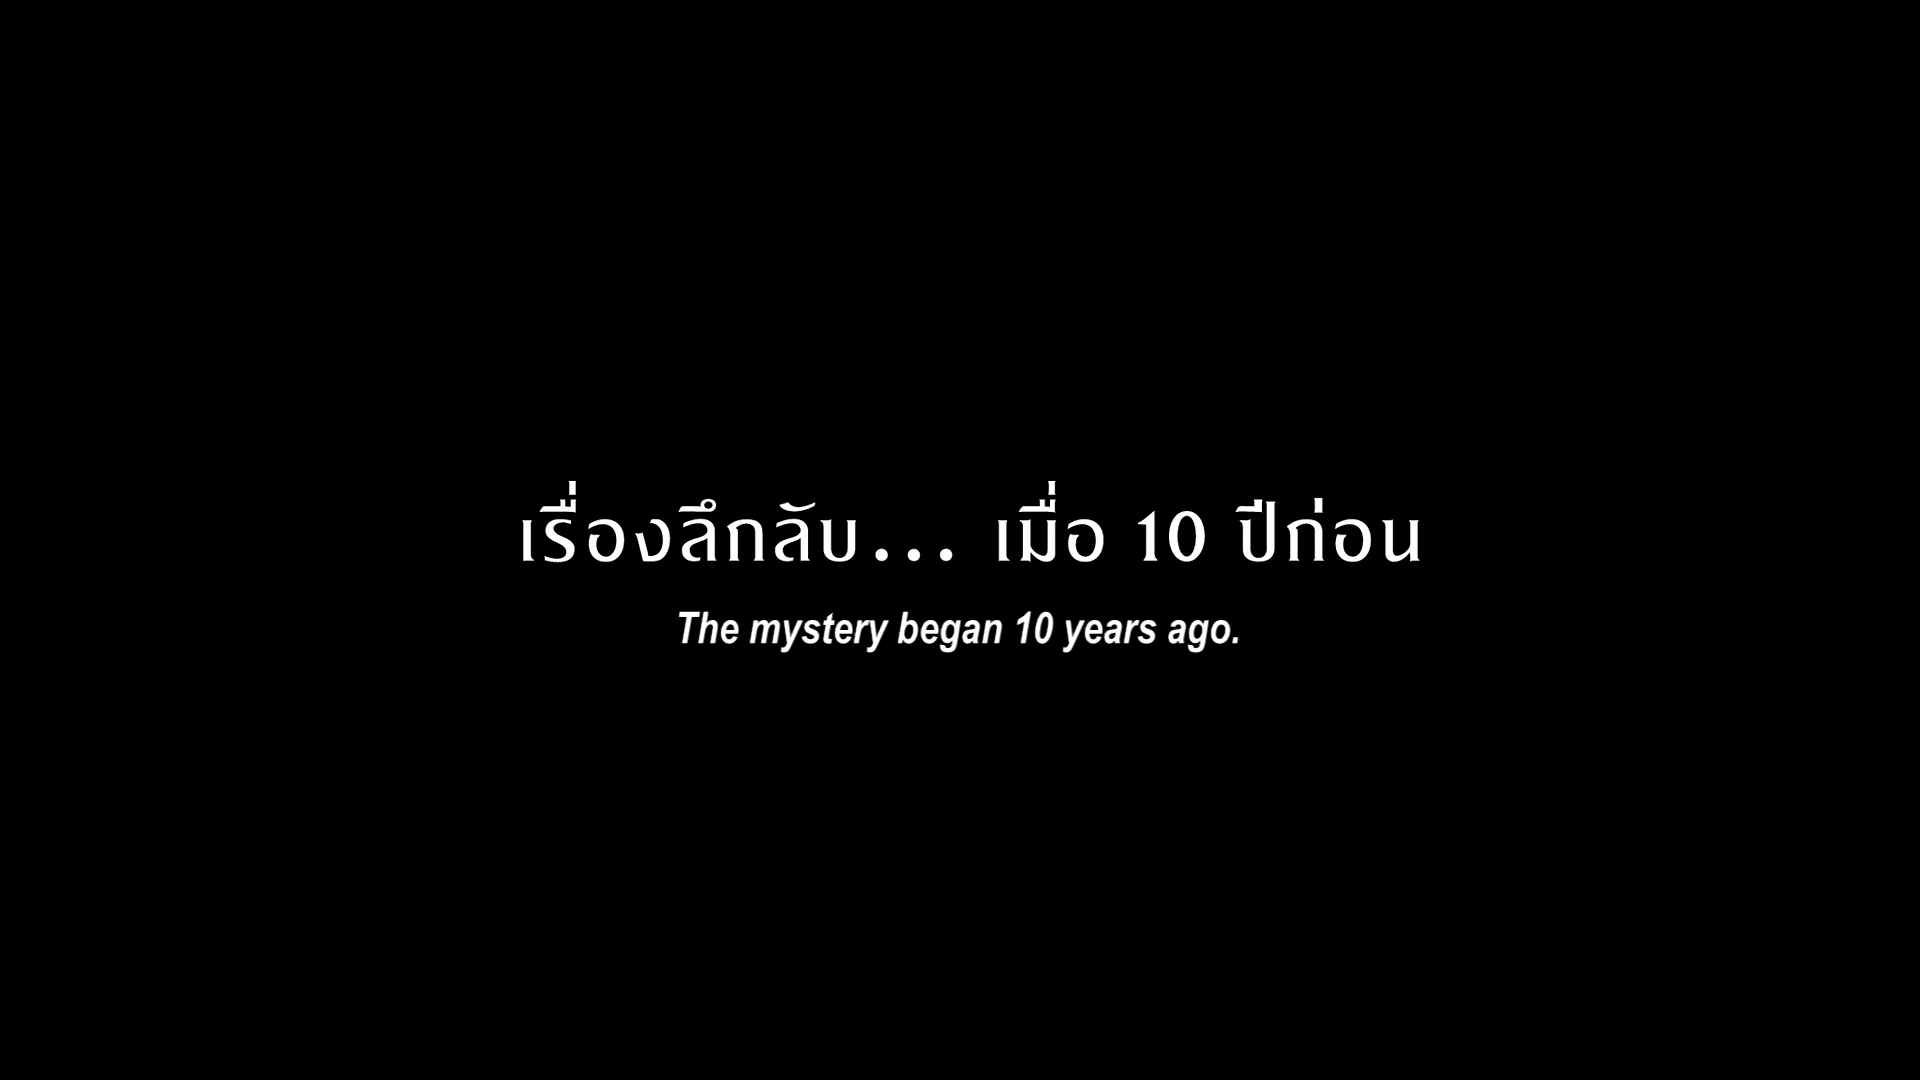 เรื่องลึกลับ... เมื่อ 10 ปีก่อน
The mystery began 10 years ago.